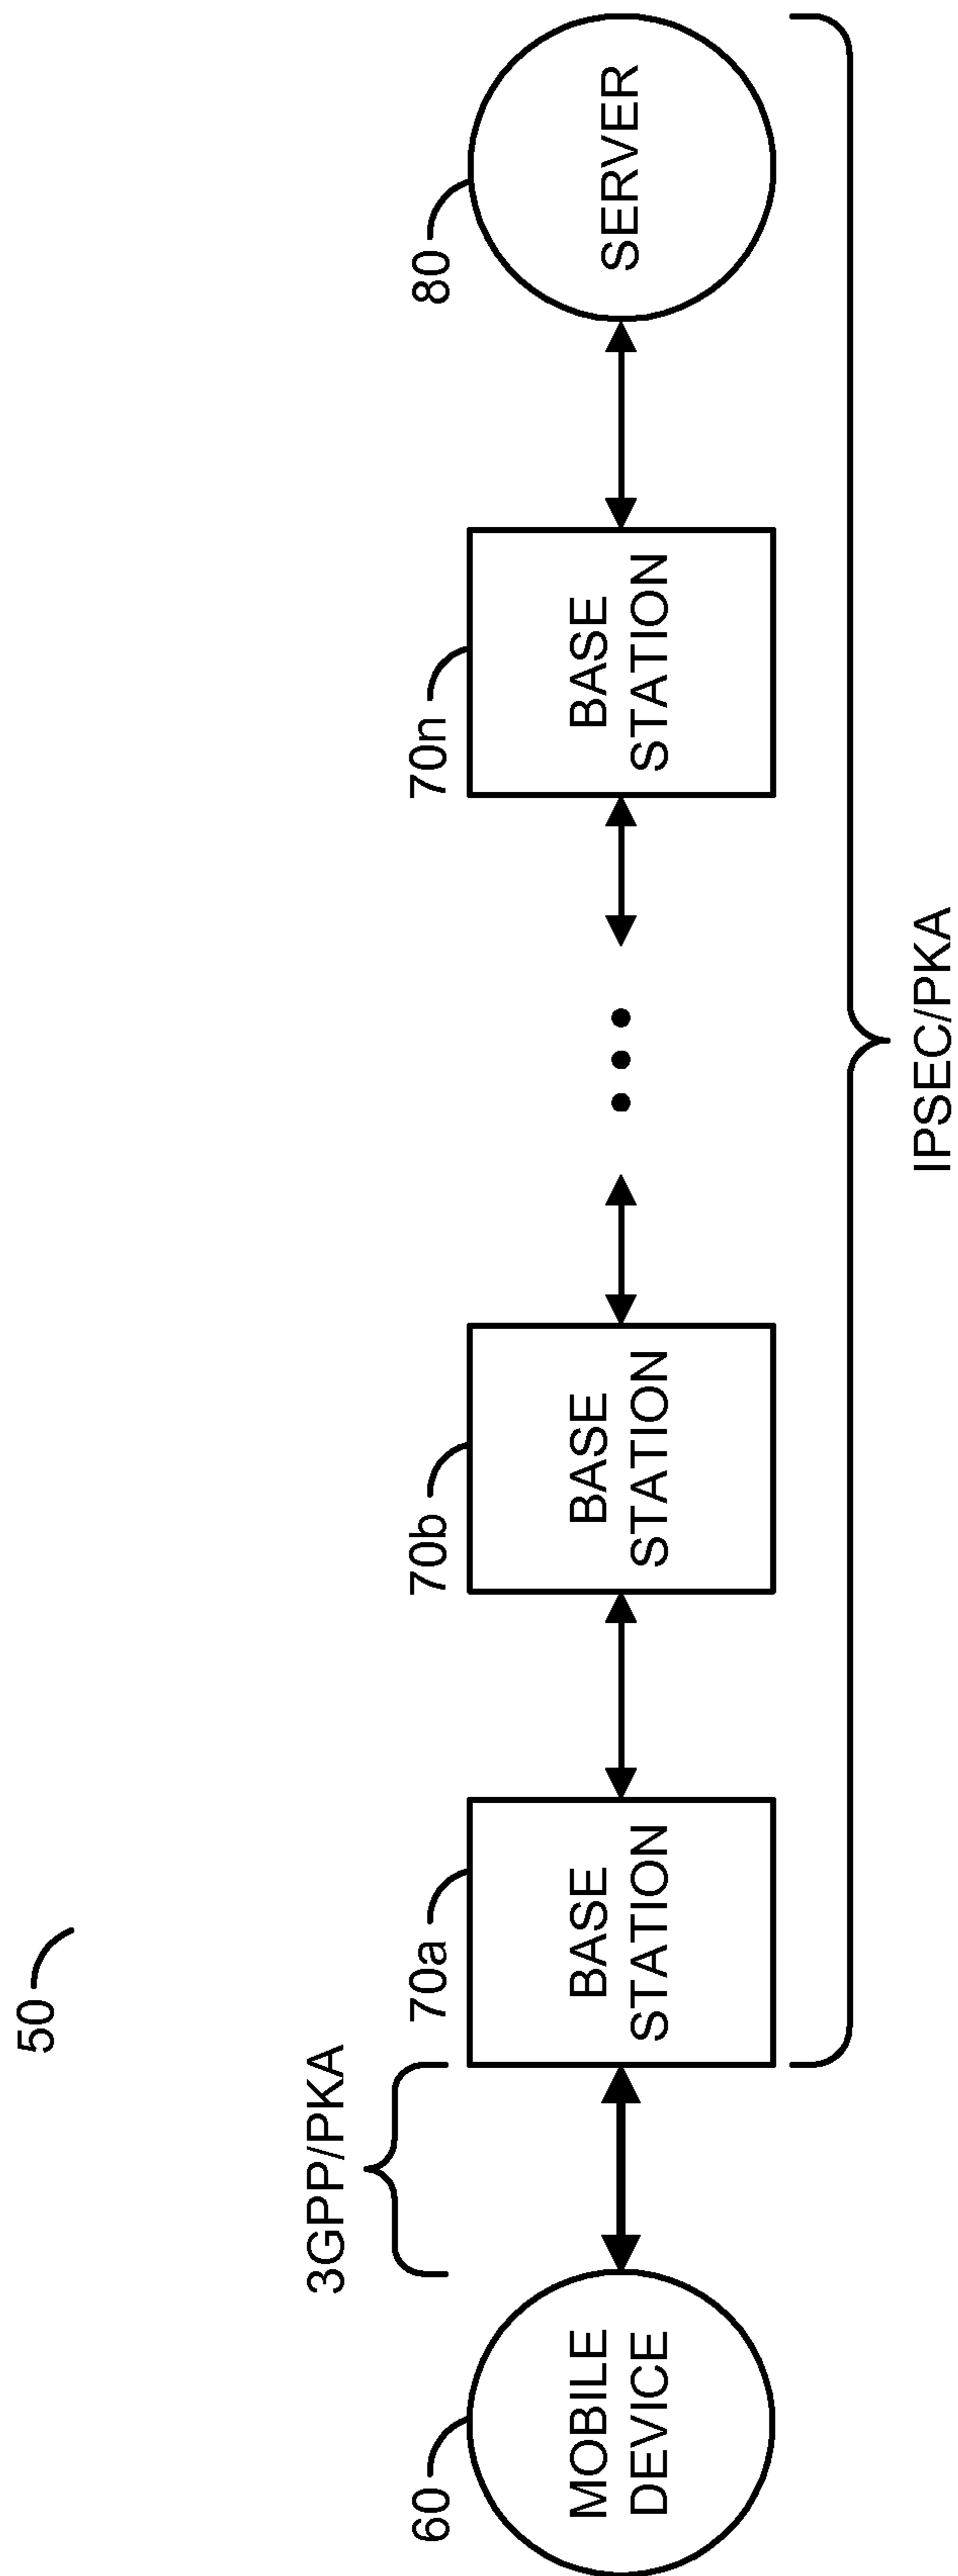 50
3GPP/PKA
60
70a
70b
70n
80
MOBILE
DEVICE
BASE
STATION
BASE
STATION
BASE
STATION
SERVER
IPSEC/PKA